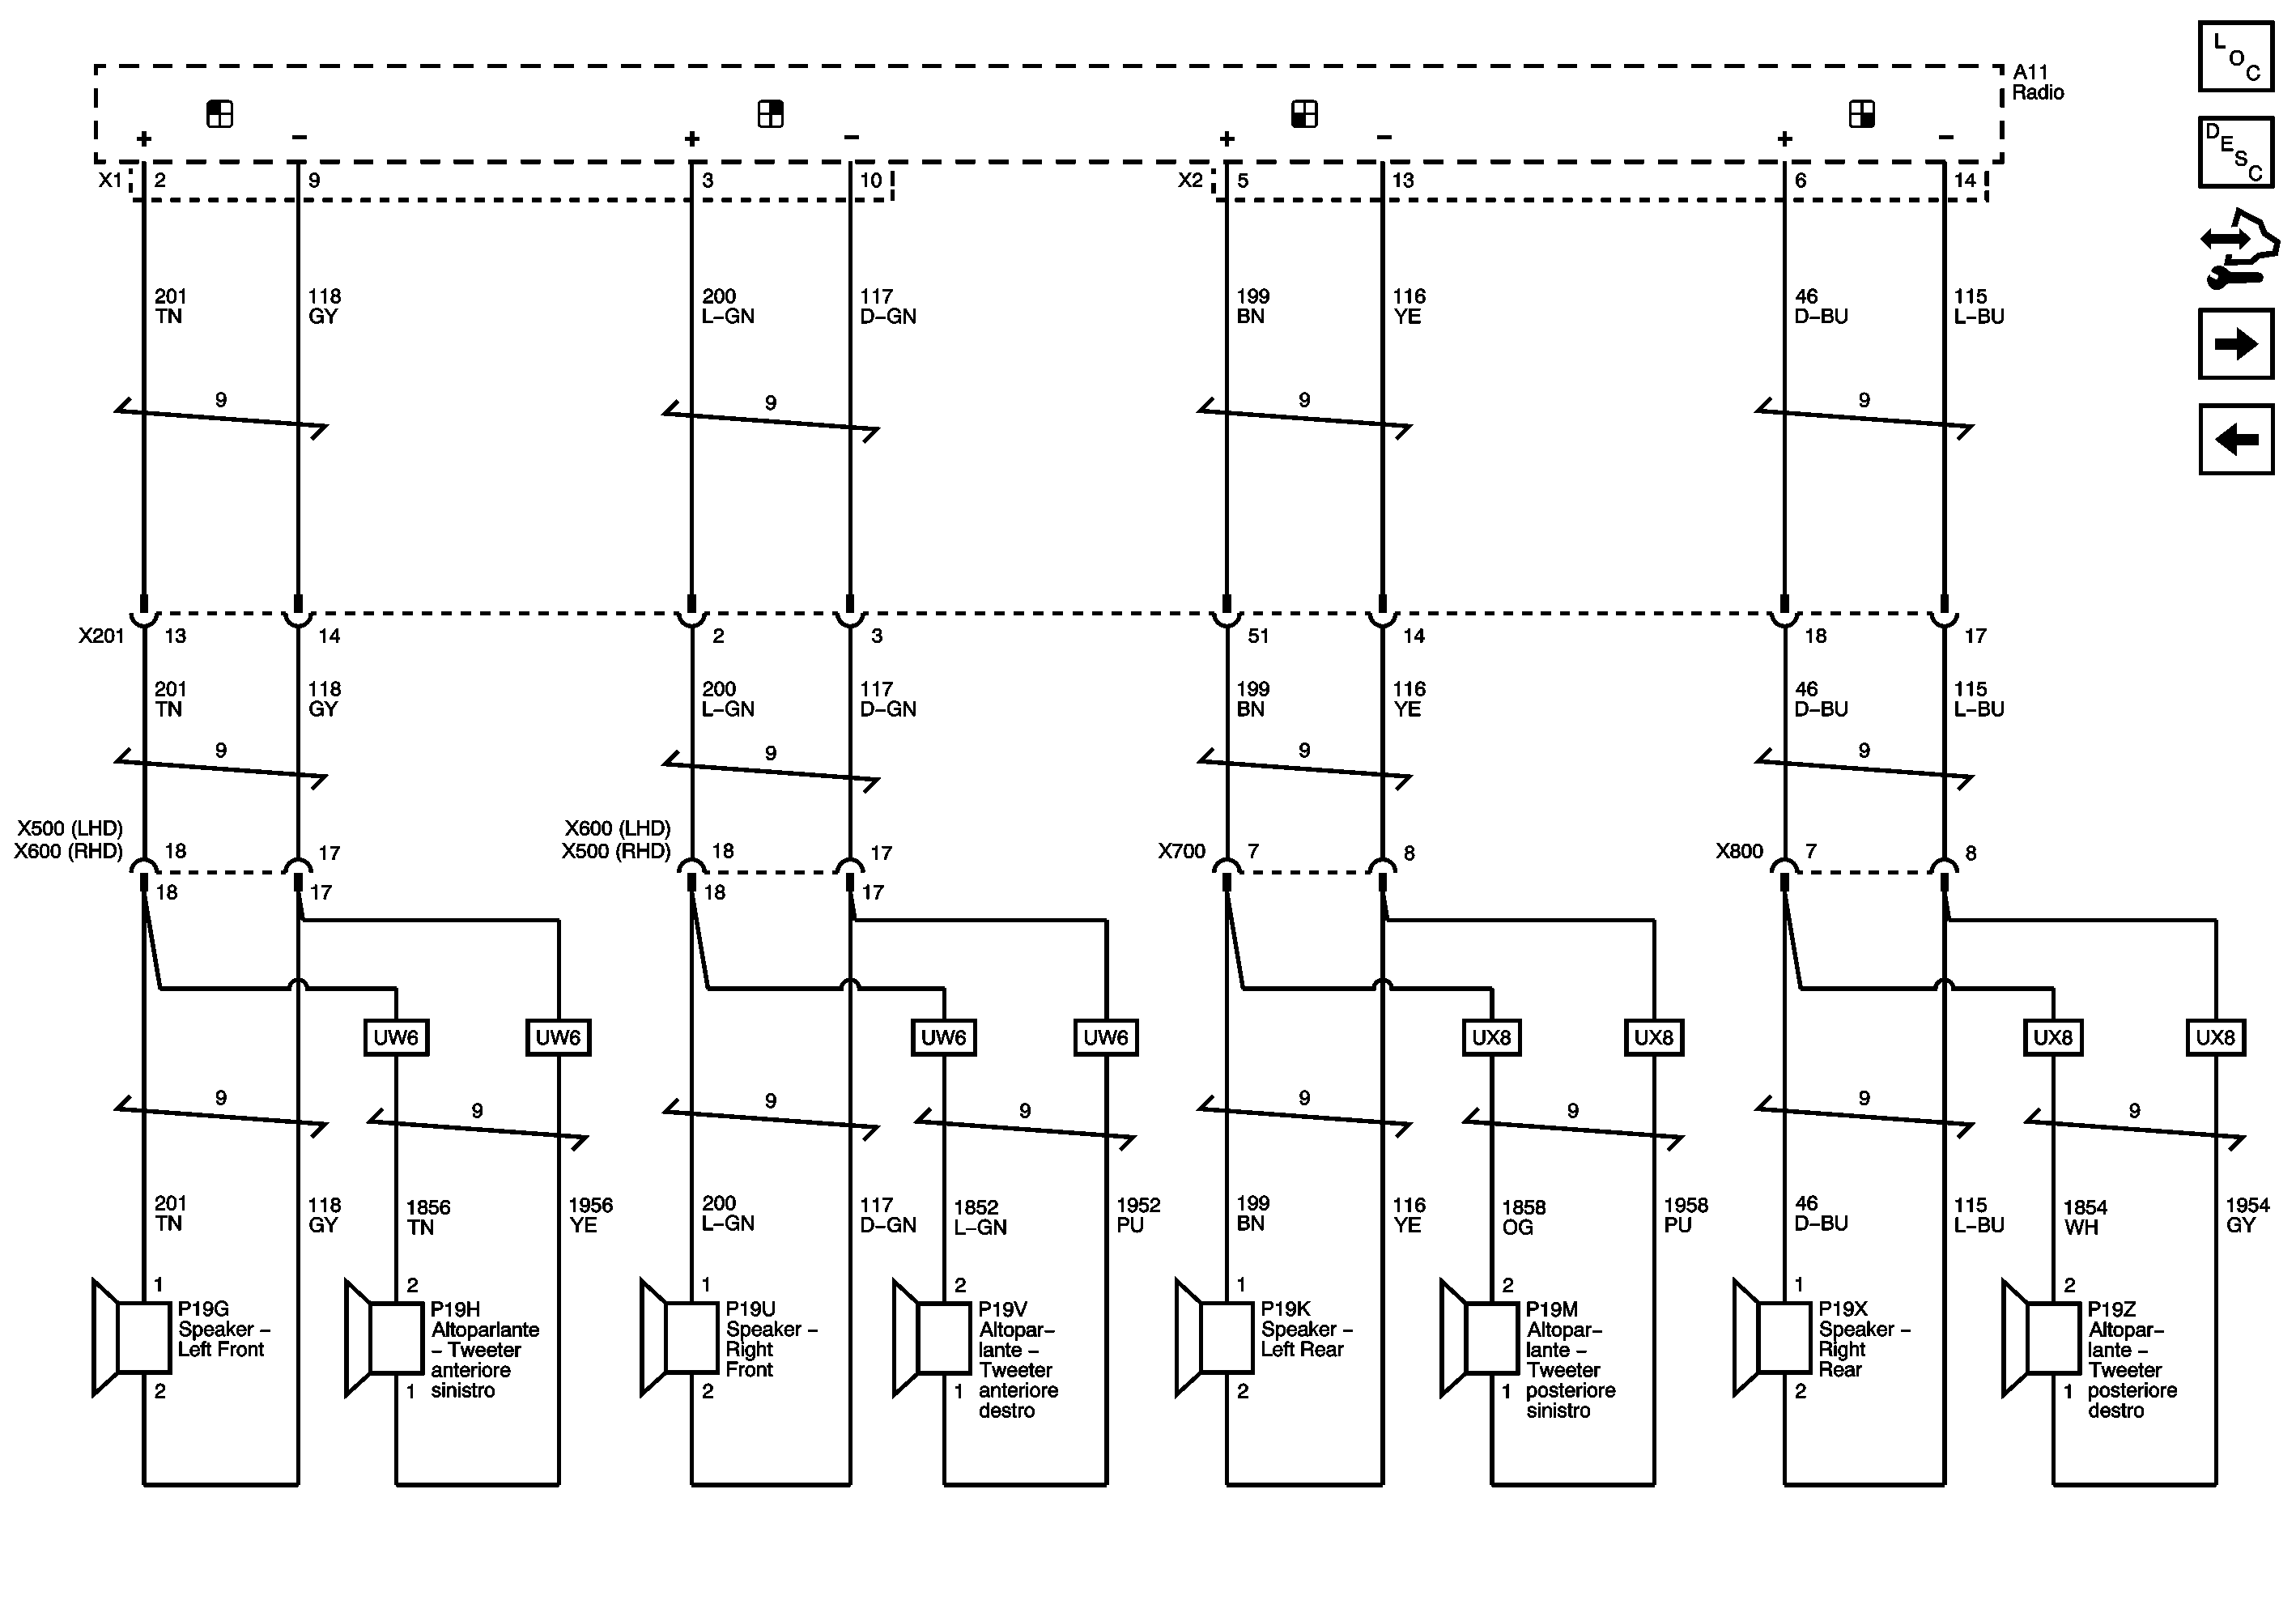 L
O
C
A11
Radio
D
E
S
C
+ − + − + − + −
X1 2 9 3 10 X2 5 13 6 14
201 118 200 117 199 116 46 115
TN GY L−GN D−GN BN YE D−BU L−BU
9 9 9 9
X201 13 14 2 3 51 14 18 17
201 118 200 117 199 116 46 115
TN GY L−GN D−GN BN YE D−BU L−BU
9 9 9 9
X500 (LHD) X600 (LHD)
X600 (RHD) 18 17 X500 (RHD) 18 17 X700 7 8 X800 7 8
18 17 18 17
UW6 UW6 UW6 UW6 UX8 UX8 UX8 UX8
9 9 9 9 9 9 9 9
201 118 1856 1956 200 117 1852 1952 199 116 1858 1958 46 115 1854 1954
TN GY TN YE L−GN D−GN L−GN PU BN YE OG PU D−BU L−BU WH GY
1 2 1 2 1 2 1 2
P19G
Speaker −
Left Front
P19H
Altoparlante
− Tweeter
anteriore
sinistro
P19U
Speaker −
Right
Front
P19V
Altopar−
lante −
Tweeter
anteriore
destro
P19K
Speaker −
Left Rear
P19M
Altopar−
lante −
Tweeter
posteriore
sinistro
P19X
Speaker −
Right
Rear
P19Z
Altopar−
lante −
Tweeter
posteriore
destro
2 1 2 1 2 1 2 1